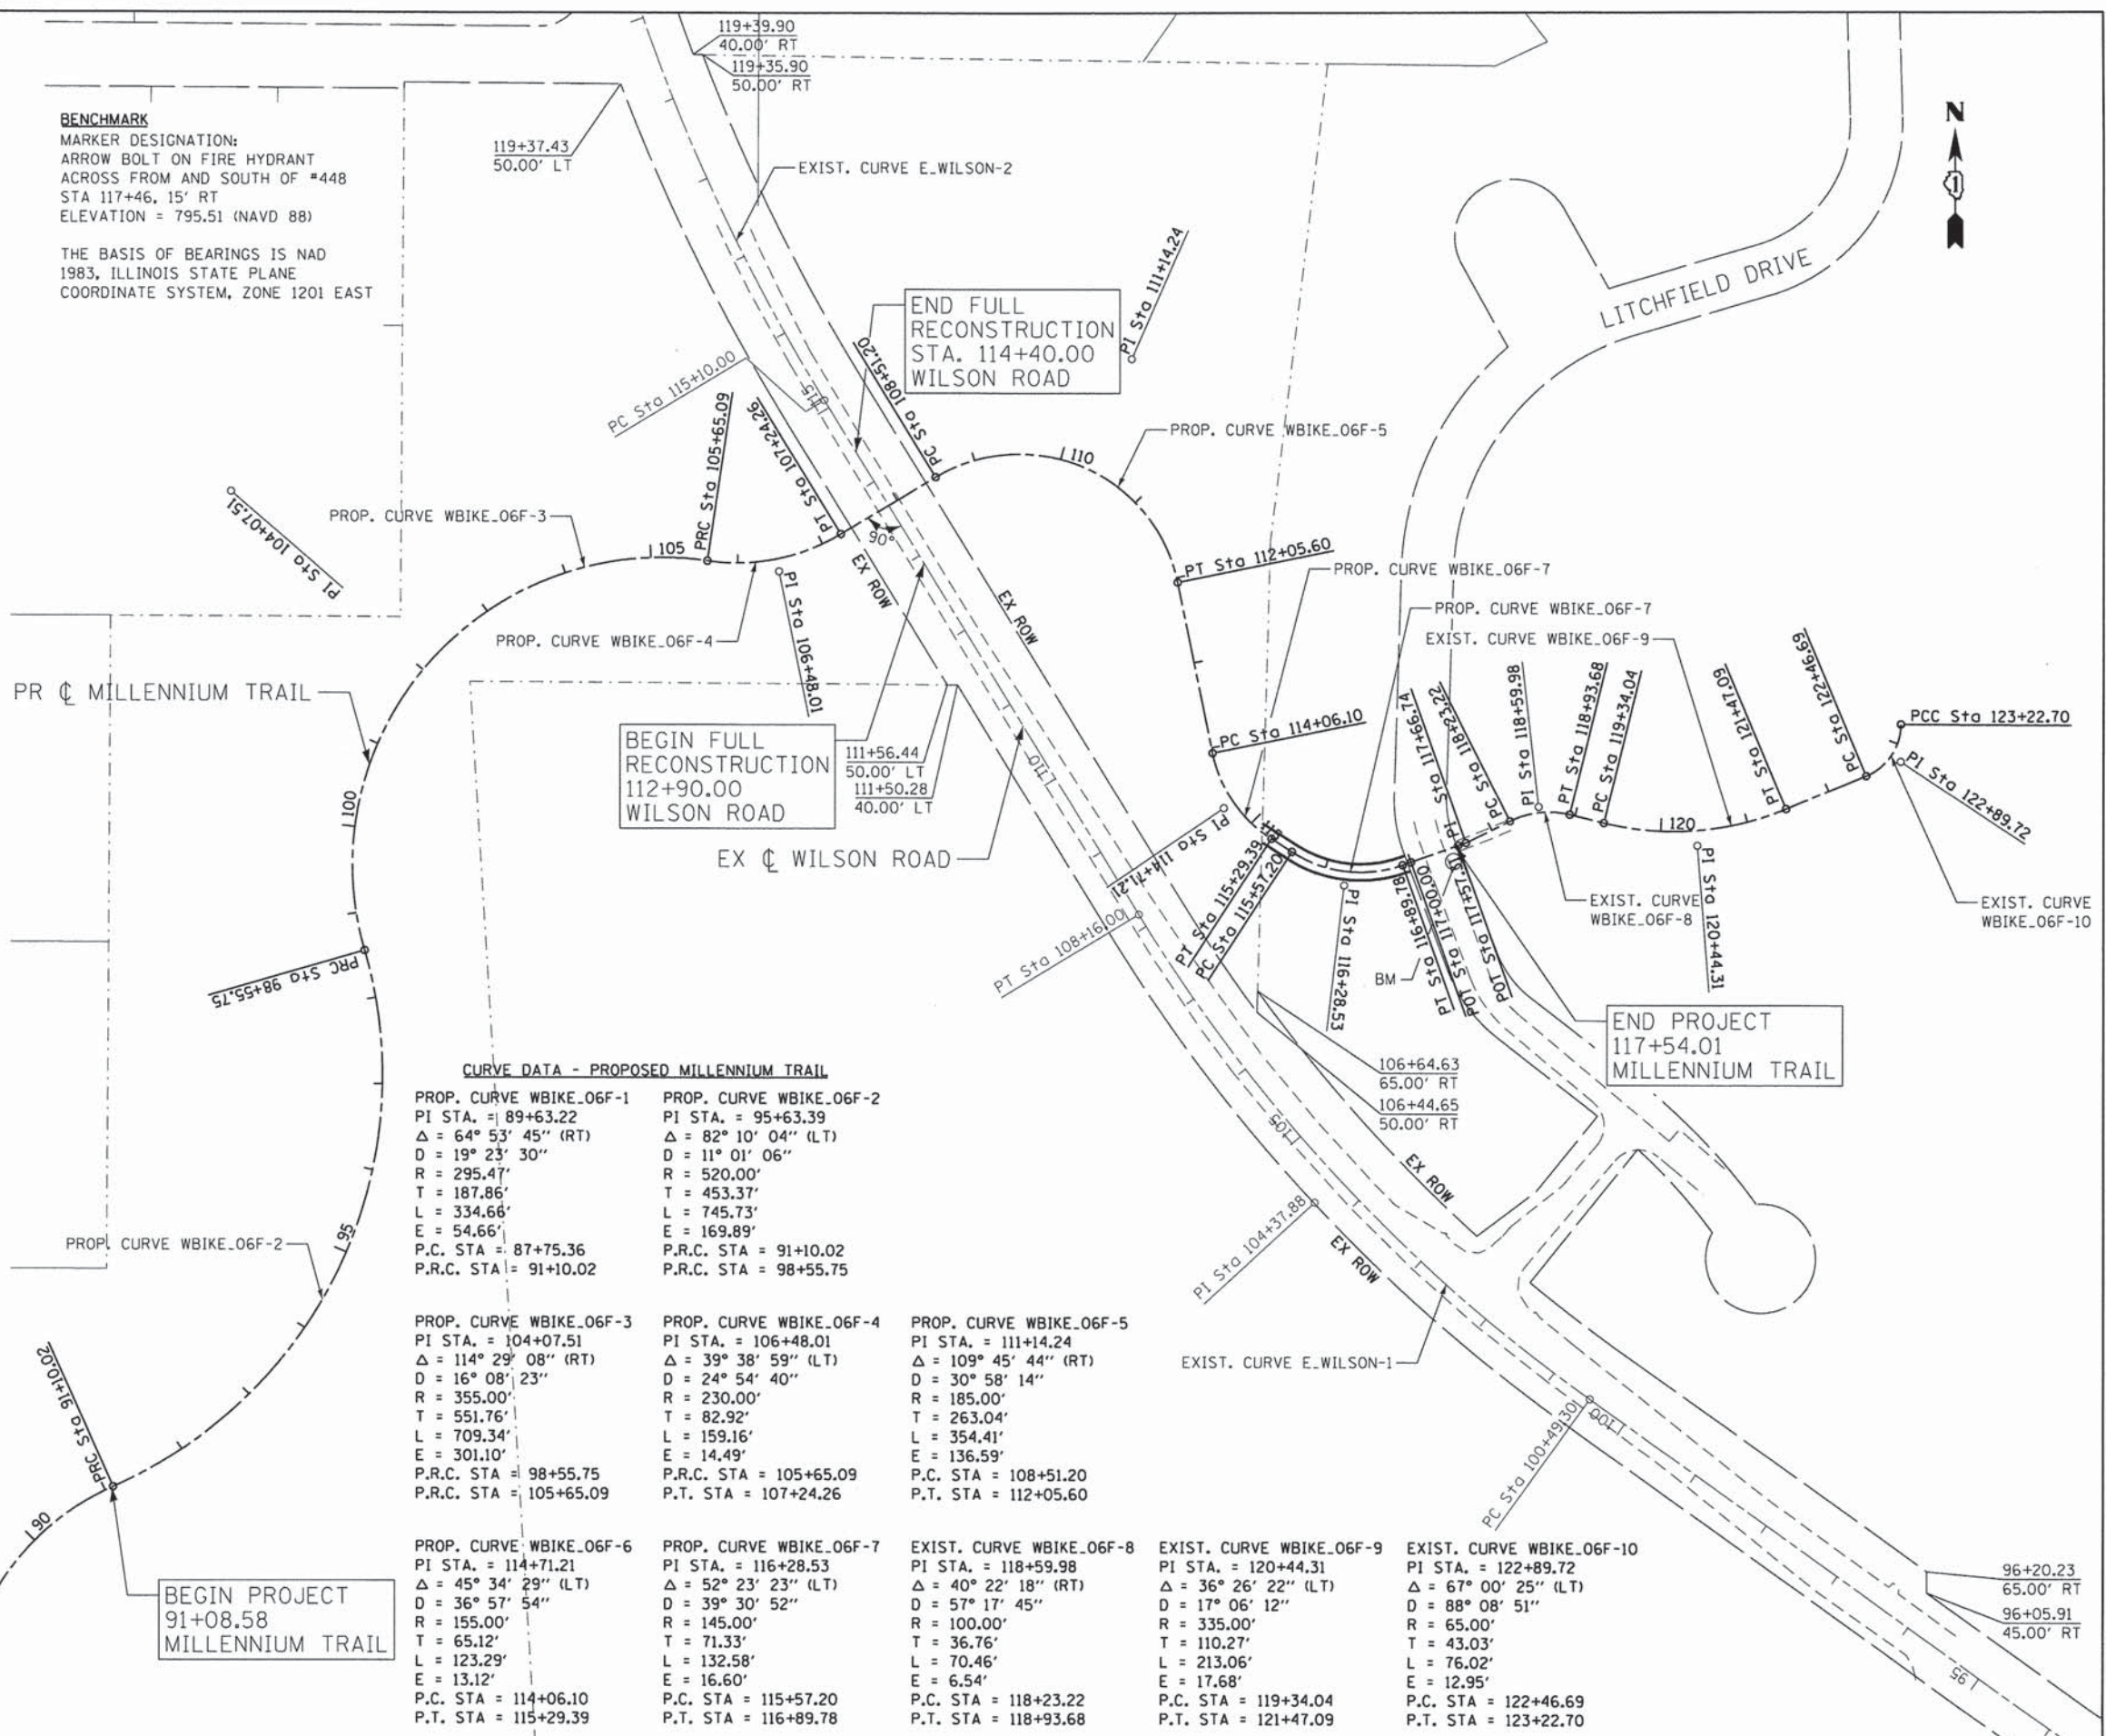 119+39.90
40.00' RT
119+35.90
50.00' RT
BENCHMARK
MARKER DESIGNATION:
ARROW BOLT ON FIRE HYDRANT
ACROSS FROM AND SOUTH OF #448
STA 117+46, 15' RT
ELEVATION = 795.51 (NAVD 88)
THE BASIS OF BEARINGS IS NAD
1983, ILLINOIS STATE PLANE
COORDINATE SYSTEM, ZONE 1201 EAST
119+37.43
50.00' LT
EXIST. CURVE E_WILSON-2
N
1
LITCHFIELD DRIVE
END FULL
RECONSTRUCTION
STA. 114+40.00
WILSON ROAD
PI Sta 111+14.24
PC Sta 115+10.00
115
PC Sta 108+51.20
PRC Sta 105+65.09
PT Sta 107+24.26
PROP. CURVE WBIKE_06F-5
110
PI Sta 104+07.51
PROP. CURVE WBIKE_06F-3
105
90°
EX ROW
EX ROW
PT Sta 112+05.60
PROP. CURVE WBIKE_06F-7
PROP. CURVE WBIKE_06F-7
EXIST. CURVE WBIKE_06F-9
PROP. CURVE WBIKE_06F-4
PI Sta 106+48.01
PR ℄ MILLENNIUM TRAIL
100
BEGIN FULL
RECONSTRUCTION
112+90.00
WILSON ROAD
111+56.44
50.00' LT
111+50.28
40.00' LT
110
EX ℄ WILSON ROAD
PC Sta 114+06.10
PI Sta 114+71.21
PT Sta 115+29.39
PC Sta 115+57.20
115
PI Sta 116+28.53
PT Sta 116+89.78
POT Sta 117+00.00
POT Sta 117+57.51
PI Sta 117+66.74
PC Sta 118+23.22
PI Sta 118+59.98
PT Sta 118+93.68
PC Sta 119+34.04
120
PI Sta 120+44.31
PT Sta 121+47.09
PC Sta 122+46.69
PCC Sta 123+22.70
PI Sta 122+89.72
EXIST. CURVE
WBIKE_06F-8
EXIST. CURVE
WBIKE_06F-10
BM
PT Sta 108+16.00
PRC Sta 98+55.75
END PROJECT
117+54.01
MILLENNIUM TRAIL
106+64.63
65.00' RT
106+44.65
50.00' RT
105
EX ROW
PI Sta 104+37.88
EX ROW
PROP. CURVE WBIKE_06F-2
95
EXIST. CURVE E_WILSON-1
PC Sta 100+49.30
100
PRC Sta 91+10.02
90
BEGIN PROJECT
91+08.58
MILLENNIUM TRAIL
96+20.23
65.00' RT
96+05.91
45.00' RT
95
CURVE DATA - PROPOSED MILLENNIUM TRAIL
PROP. CURVE WBIKE_06F-1
PI STA. = 89+63.22
Δ = 64° 53' 45'' (RT)
D = 19° 23' 30''
R = 295.47'
T = 187.86'
L = 334.66'
E = 54.66'
P.C. STA = 87+75.36
P.R.C. STA = 91+10.02
PROP. CURVE WBIKE_06F-2
PI STA. = 95+63.39
Δ = 82° 10' 04'' (LT)
D = 11° 01' 06''
R = 520.00'
T = 453.37'
L = 745.73'
E = 169.89'
P.R.C. STA = 91+10.02
P.R.C. STA = 98+55.75
PROP. CURVE WBIKE_06F-3
PI STA. = 104+07.51
Δ = 114° 29' 08'' (RT)
D = 16° 08' 23''
R = 355.00'
T = 551.76'
L = 709.34'
E = 301.10'
P.R.C. STA = 98+55.75
P.R.C. STA = 105+65.09
PROP. CURVE WBIKE_06F-4
PI STA. = 106+48.01
Δ = 39° 38' 59'' (LT)
D = 24° 54' 40''
R = 230.00'
T = 82.92'
L = 159.16'
E = 14.49'
P.R.C. STA = 105+65.09
P.T. STA = 107+24.26
PROP. CURVE WBIKE_06F-5
PI STA. = 111+14.24
Δ = 109° 45' 44'' (RT)
D = 30° 58' 14''
R = 185.00'
T = 263.04'
L = 354.41'
E = 136.59'
P.C. STA = 108+51.20
P.T. STA = 112+05.60
PROP. CURVE WBIKE_06F-6
PI STA. = 114+71.21
Δ = 45° 34' 29'' (LT)
D = 36° 57' 54''
R = 155.00'
T = 65.12'
L = 123.29'
E = 13.12'
P.C. STA = 114+06.10
P.T. STA = 115+29.39
PROP. CURVE WBIKE_06F-7
PI STA. = 116+28.53
Δ = 52° 23' 23'' (LT)
D = 39° 30' 52''
R = 145.00'
T = 71.33'
L = 132.58'
E = 16.60'
P.C. STA = 115+57.20
P.T. STA = 116+89.78
EXIST. CURVE WBIKE_06F-8
PI STA. = 118+59.98
Δ = 40° 22' 18'' (RT)
D = 57° 17' 45''
R = 100.00'
T = 36.76'
L = 70.46'
E = 6.54'
P.C. STA = 118+23.22
P.T. STA = 118+93.68
EXIST. CURVE WBIKE_06F-9
PI STA. = 120+44.31
Δ = 36° 26' 22'' (LT)
D = 17° 06' 12''
R = 335.00'
T = 110.27'
L = 213.06'
E = 17.68'
P.C. STA = 119+34.04
P.T. STA = 121+47.09
EXIST. CURVE WBIKE_06F-10
PI STA. = 122+89.72
Δ = 67° 00' 25'' (LT)
D = 88° 08' 51''
R = 65.00'
T = 43.03'
L = 76.02'
E = 12.95'
P.C. STA = 122+46.69
P.T. STA = 123+22.70